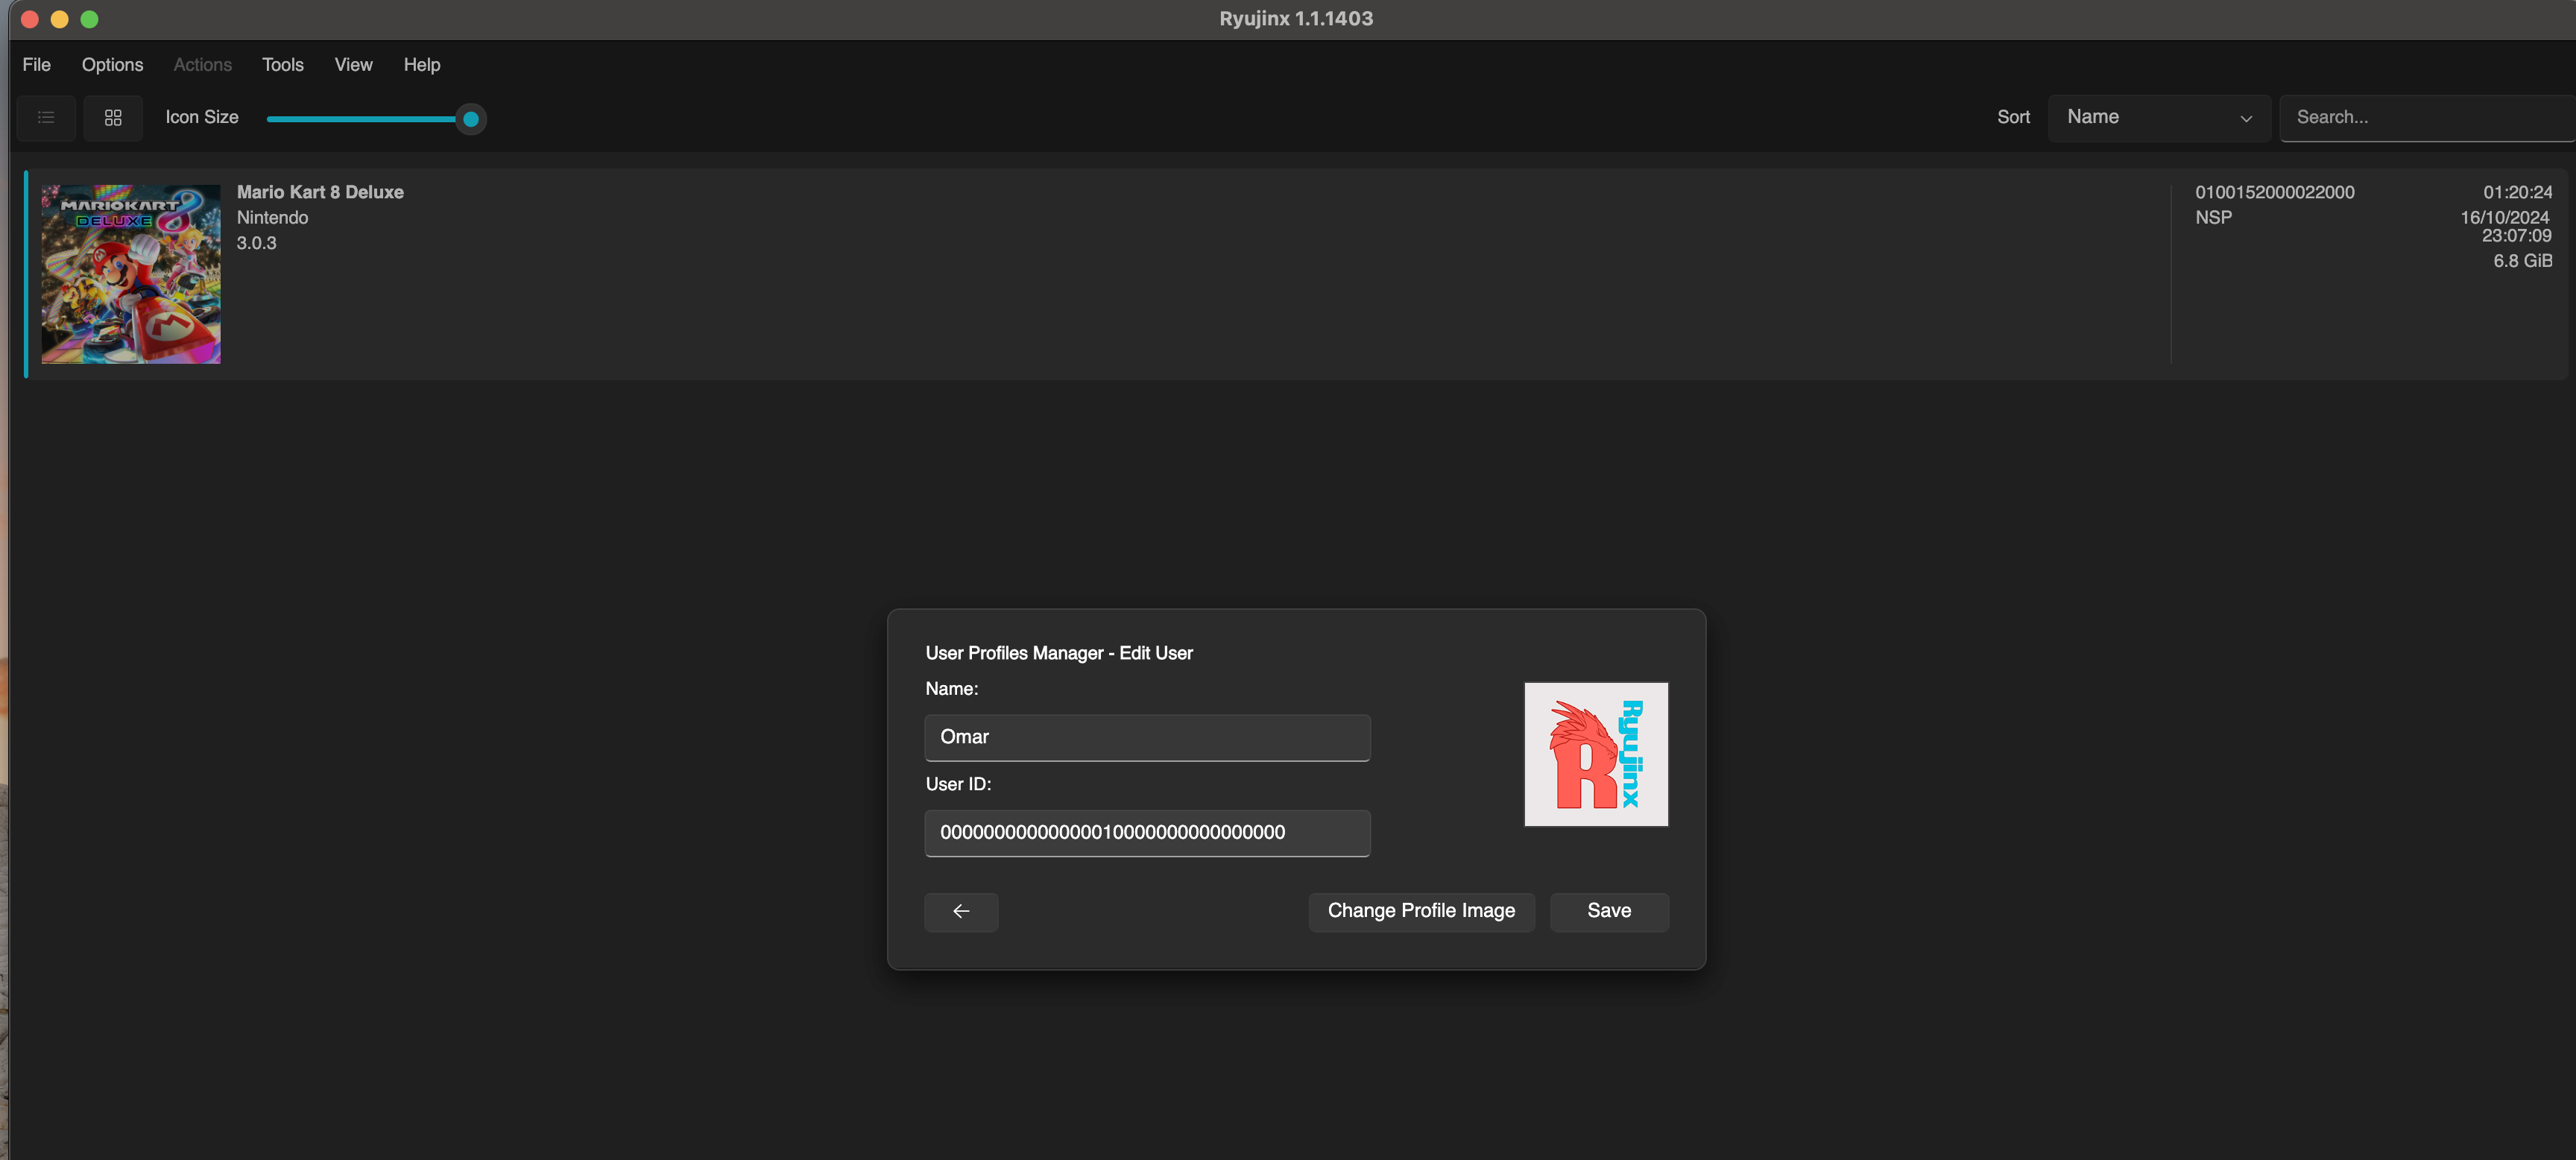 Ryujinx 1.1.1403
File Options Actions Tools View Help
Icon Size
Sort Name Search...
MARIOKART 8
DELUXE
Mario Kart 8 Deluxe
Nintendo
3.0.3
0100152000022000 01:20:24
NSP 16/10/2024
23:07:09
6.8 GiB
User Profiles Manager - Edit User
Name:
Omar
User ID:
00000000000000010000000000000000
Ryujinx
Change Profile Image Save